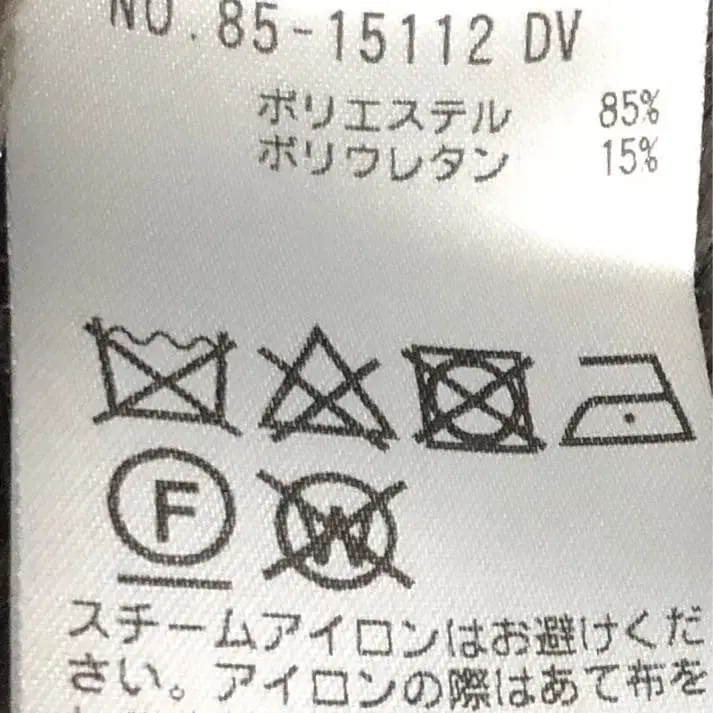 NO.85-15112 DV
ポリエステル 85%
ポリウレタン 15%
F
W
スチームアイロンはお避けくだ
さい。アイロンの際はあて布を